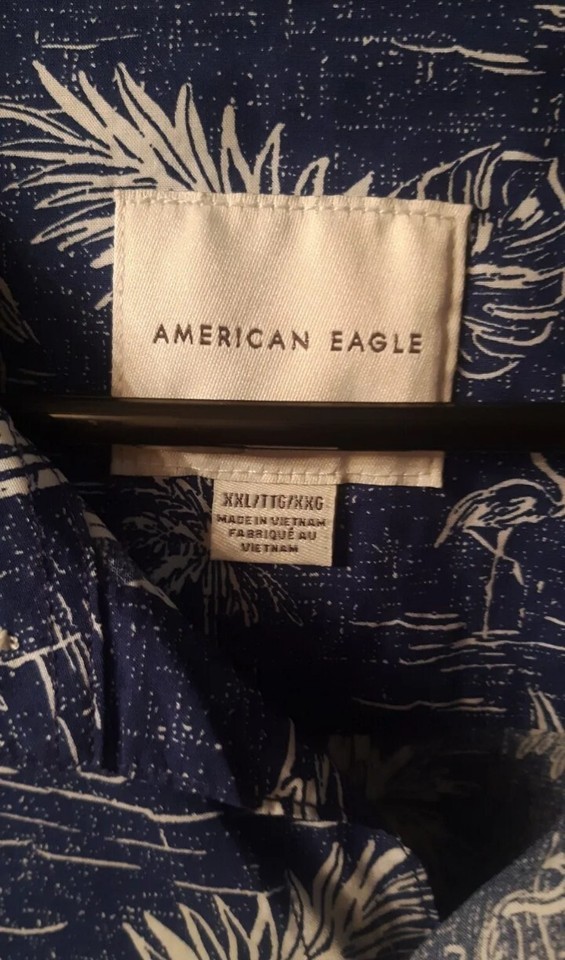 AMERICAN EAGLE
XXL/TTG/XXG
MADE IN VIETNAM
FABRIQUÉ AU
VIETNAM